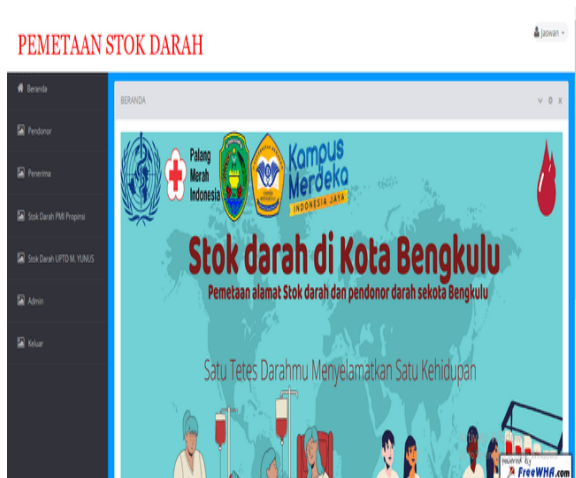 PEMETAAN STOK DARAH
jaswan
Beranda
BERANDA
Pendonor
Penerima
Stok Darah PMI Propinsi
Stok Darah UPTD M. YUNUS
Admin
Keluar
Palang
Merah
Indonesia
Kampus
Merdeka
INDONESIA JAYA
Stok darah di Kota Bengkulu
Pemetaan alamat Stok darah dan pendonor darah sekota Bengkulu
Satu Tetes Darahmu Menyelamatkan Satu Kehidupan
powered by
FreeWHA.com